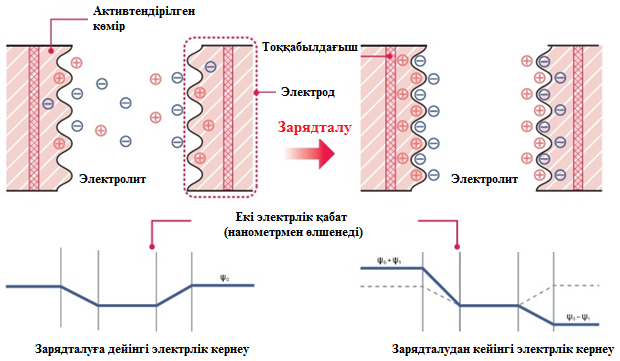 Активтендірілген
көмір
Тоққабылдағыш
Электрод
Зарядталу
Электролит
Электролит
Екі электрлік қабат
(нанометрмен өлшенеді)
ψ₀
ψ₀ + ψ₁
ψ₀ – ψ₁
Зарядталуға дейінгі электрлік кернеу
Зарядталудан кейінгі электрлік кернеу